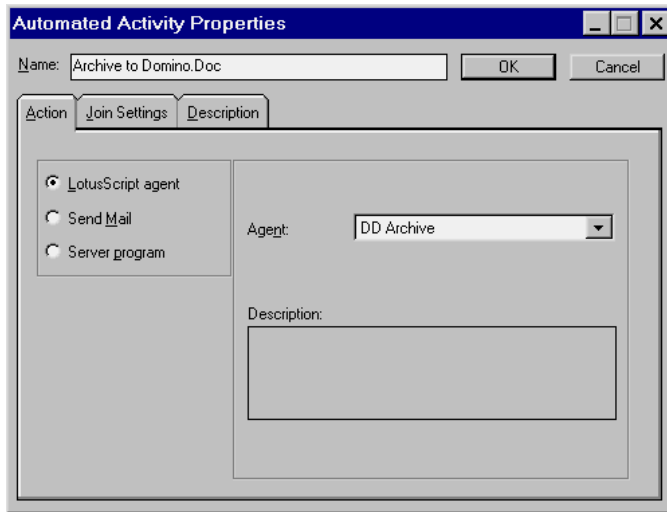 Automated Activity Properties
Name: Archive to Domino.Doc OK Cancel
Action Join Settings Description
LotusScript agent
Send Mail
Server program
Agent: DD Archive
Description: